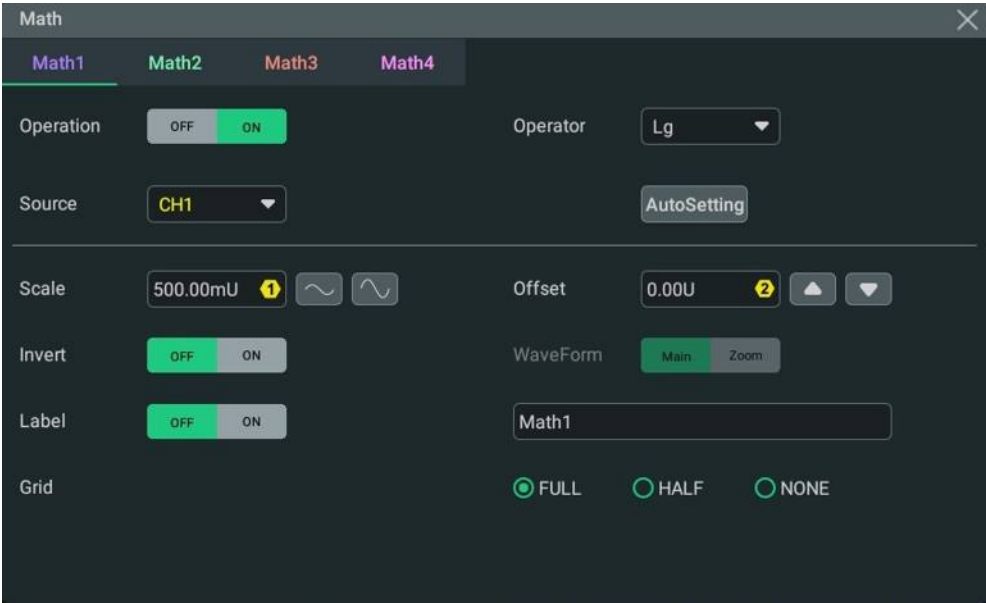 Math
Math1 Math2 Math3 Math4
Operation OFF ON Operator Lg
Source CH1 AutoSetting
Scale 500.00mU 1 Offset 0.00U 2
Invert OFF ON WaveForm Main Zoom
Label OFF ON Math1
Grid FULL HALF NONE